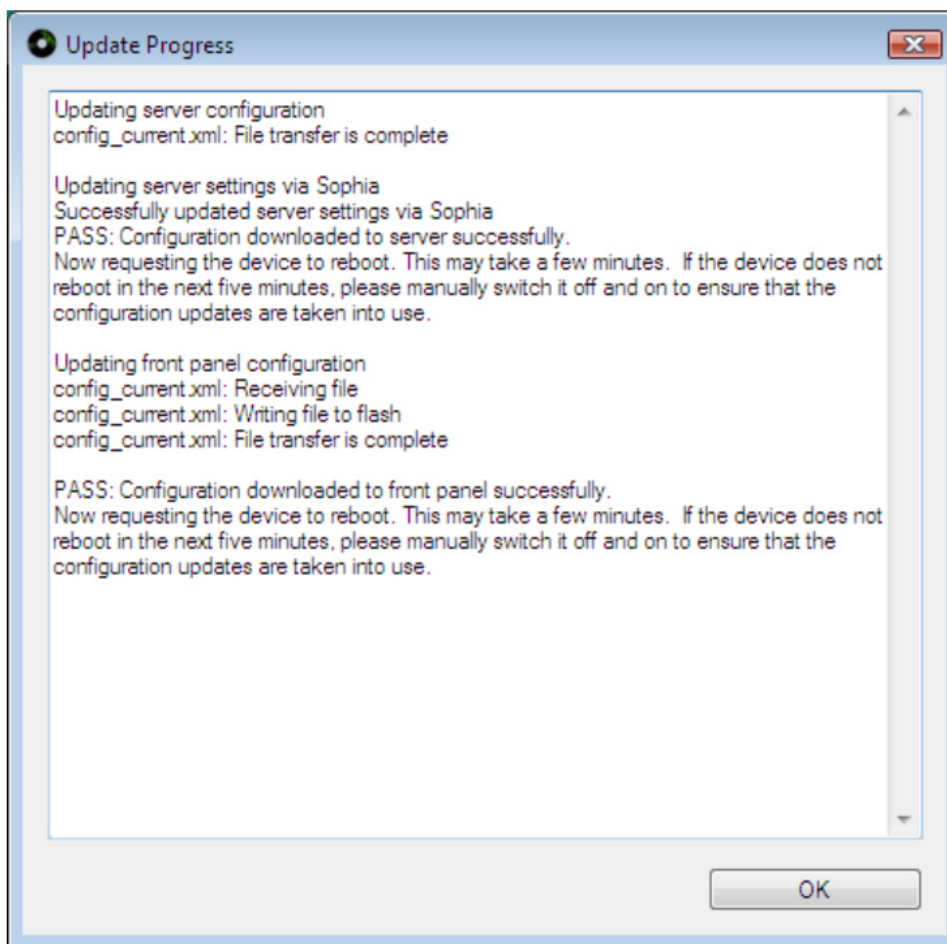 Update Progress
Updating server configuration
config_current.xml: File transfer is complete
Updating server settings via Sophia
Successfully updated server settings via Sophia
PASS: Configuration downloaded to server successfully.
Now requesting the device to reboot. This may take a few minutes.  If the device does not
reboot in the next five minutes, please manually switch it off and on to ensure that the
configuration updates are taken into use.
Updating front panel configuration
config_current.xml: Receiving file
config_current.xml: Writing file to flash
config_current.xml: File transfer is complete
PASS: Configuration downloaded to front panel successfully.
Now requesting the device to reboot. This may take a few minutes.  If the device does not
reboot in the next five minutes, please manually switch it off and on to ensure that the
configuration updates are taken into use.
OK